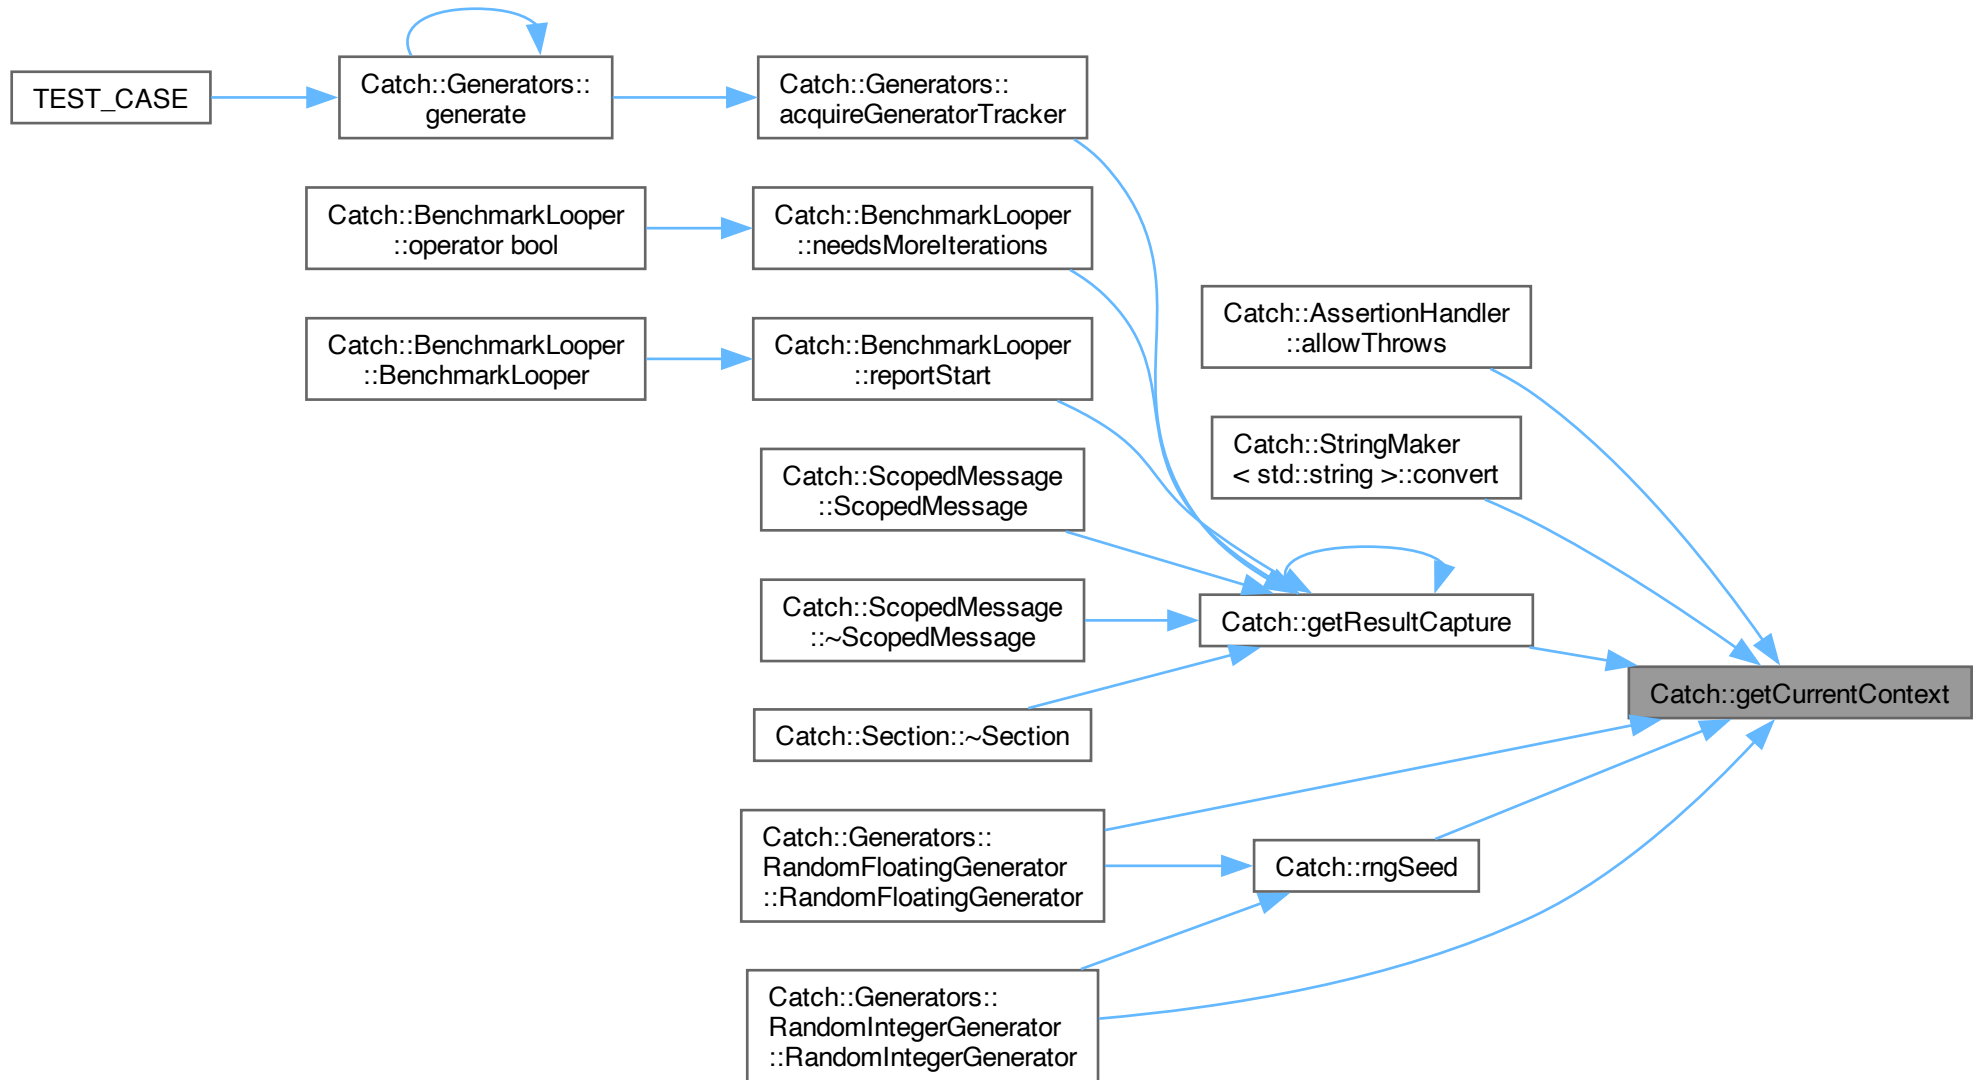 TEST_CASE
Catch::Generators::
generate
Catch::Generators::
acquireGeneratorTracker
Catch::BenchmarkLooper
::operator bool
Catch::BenchmarkLooper
::needsMoreIterations
Catch::BenchmarkLooper
::BenchmarkLooper
Catch::BenchmarkLooper
::reportStart
Catch::AssertionHandler
::allowThrows
Catch::StringMaker
< std::string >::convert
Catch::ScopedMessage
::ScopedMessage
Catch::ScopedMessage
::~ScopedMessage
Catch::getResultCapture
Catch::getCurrentContext
Catch::Section::~Section
Catch::Generators::
RandomFloatingGenerator
::RandomFloatingGenerator
Catch::rngSeed
Catch::Generators::
RandomIntegerGenerator
::RandomIntegerGenerator